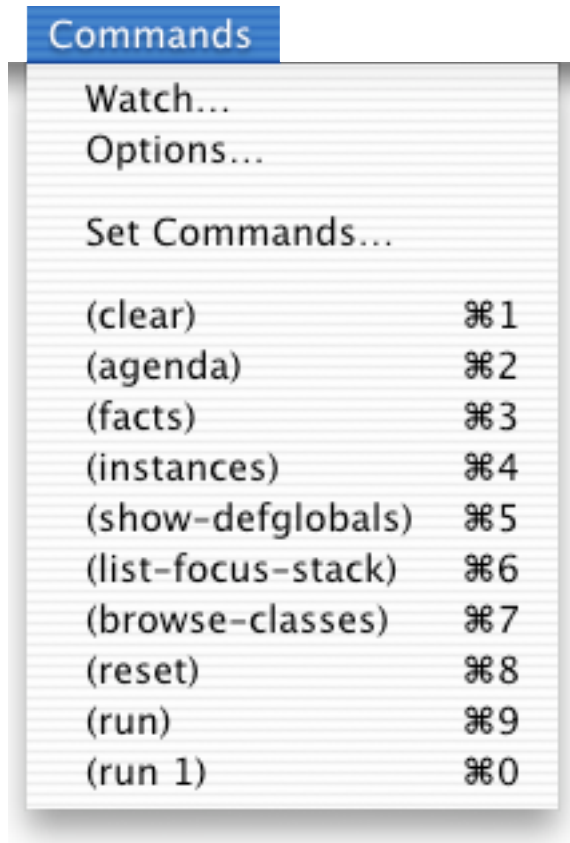 Commands
Watch...
Options...
Set Commands...
(clear) ⌘1
(agenda) ⌘2
(facts) ⌘3
(instances) ⌘4
(show-defglobals) ⌘5
(list-focus-stack) ⌘6
(browse-classes) ⌘7
(reset) ⌘8
(run) ⌘9
(run 1) ⌘0